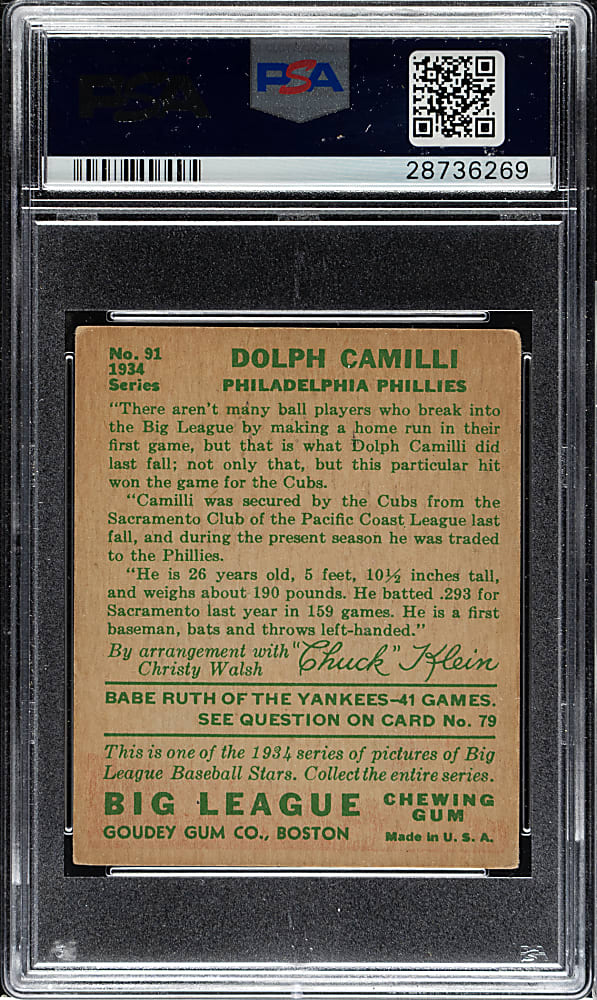 PSA
PSA
28736269
No. 91
1934
Series
DOLPH CAMILLI
PHILADELPHIA PHILLIES
"There aren't many ball players who break into
the Big League by making a home run in their
first game, but that is what Dolph Camilli did
last fall; not only that, but this particular hit
won the game for the Cubs.
"Camilli was secured by the Cubs from the
Sacramento Club of the Pacific Coast League last
fall, and during the present season he was traded
to the Phillies.
"He is 26 years old, 5 feet, 10½ inches tall,
and weighs about 190 pounds. He batted .293 for
Sacramento last year in 159 games. He is a first
baseman, bats and throws left-handed."
By arrangement with "Chuck" Klein
Christy Walsh
BABE RUTH OF THE YANKEES—41 GAMES.
SEE QUESTION ON CARD No. 79
This is one of the 1934 series of pictures of Big
League Baseball Stars. Collect the entire series.
BIG LEAGUE CHEWING GUM
GOUDEY GUM CO., BOSTON Made in U. S. A.
PSA